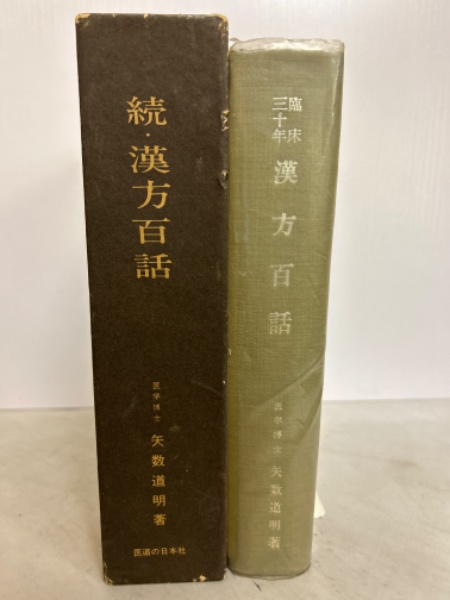 続・漢方百話
医学博士 矢数道明著
医道の日本社
臨床
三十年
漢方百話
医学博士 矢数道明著